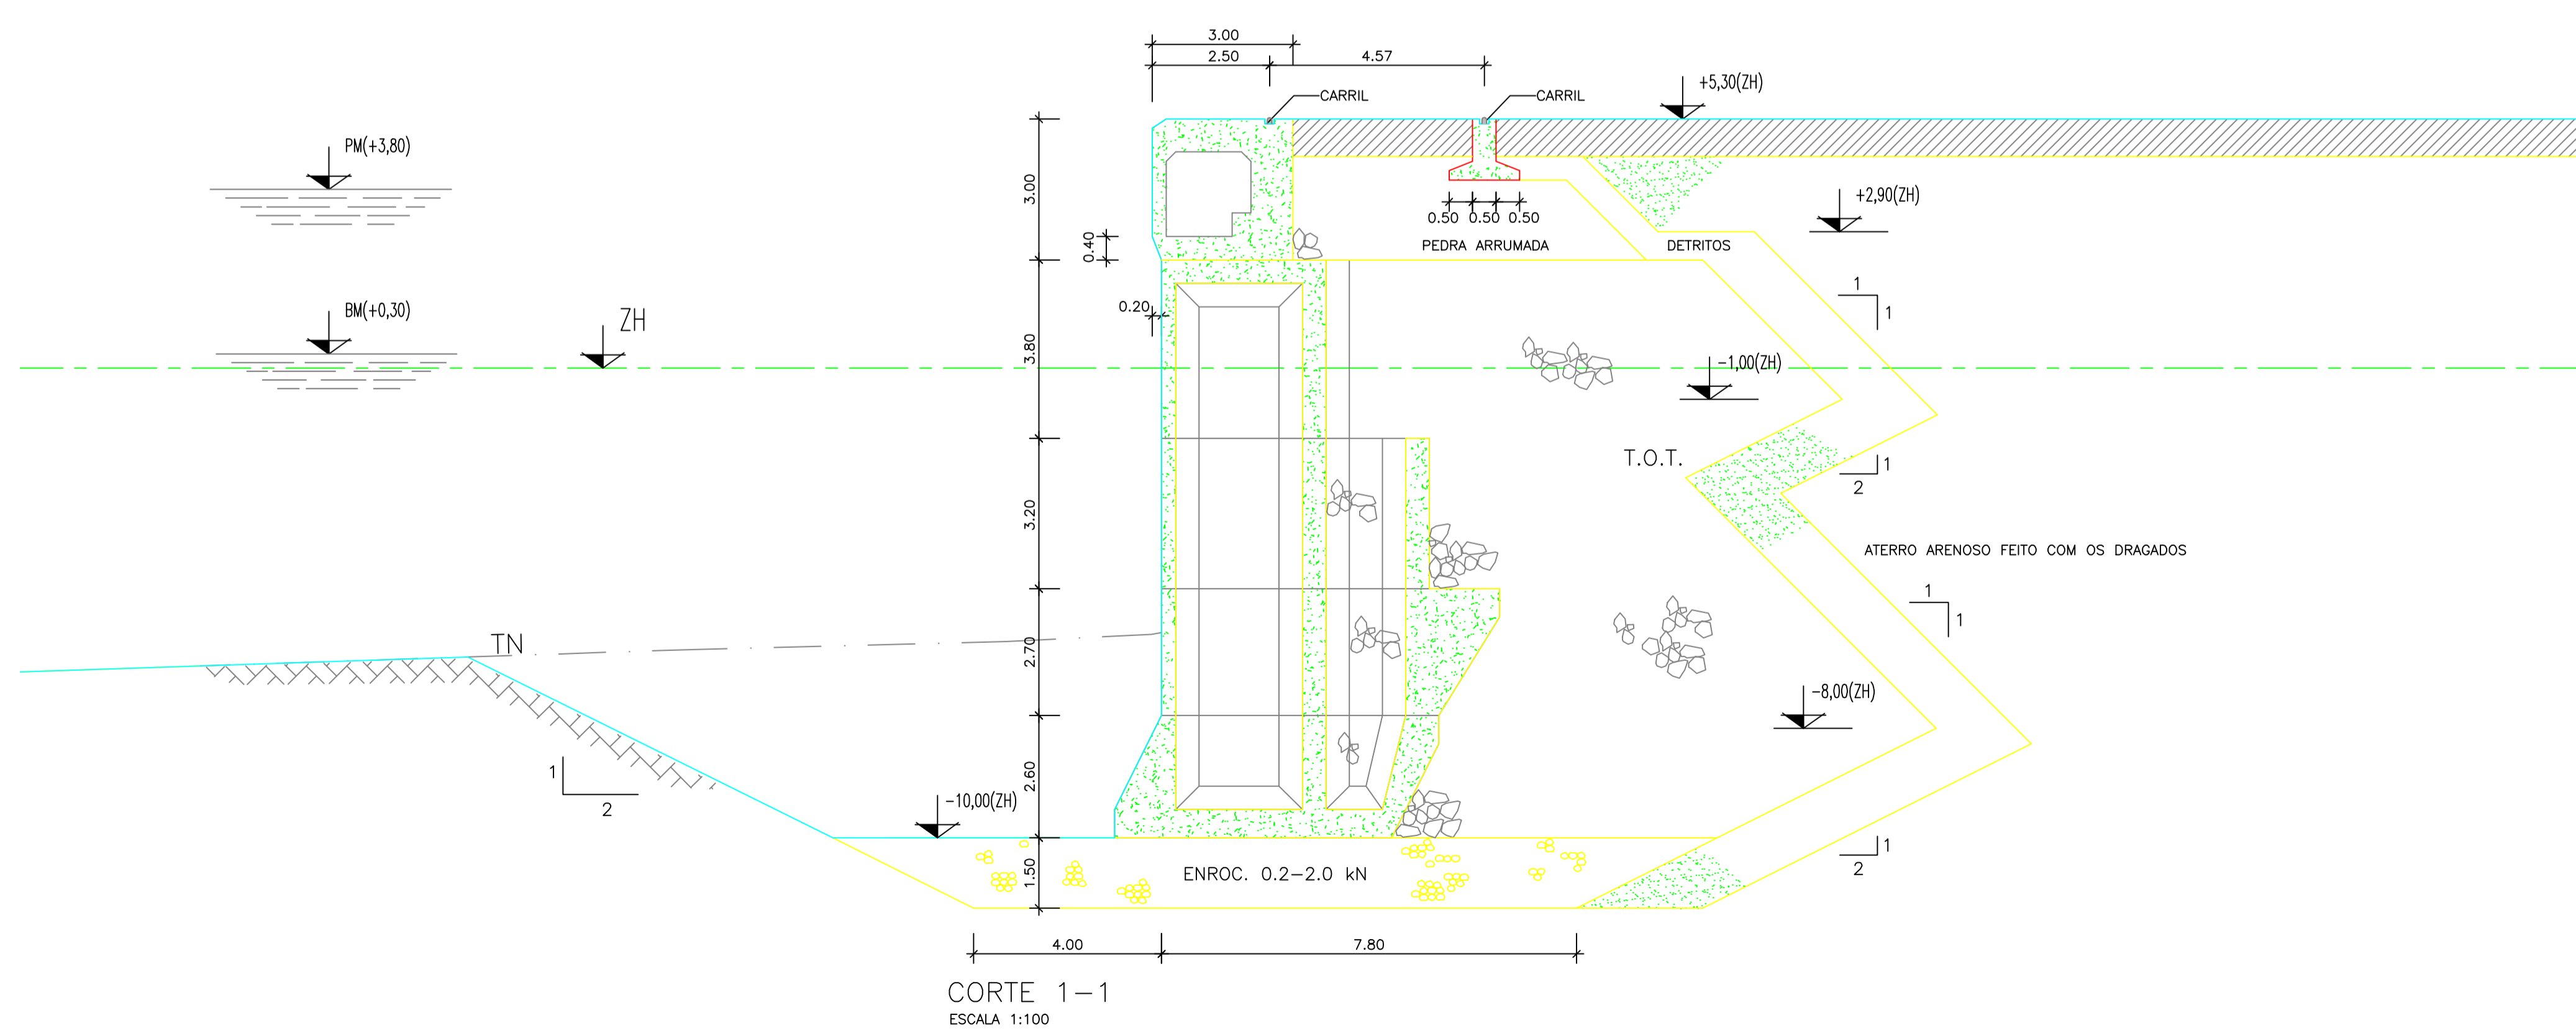 3.00
2.50
4.57
CARRIL
CARRIL
+5,30(ZH)
PM(+3,80)
3.00
+2,90(ZH)
0.50
0.50
0.50
0.40
PEDRA ARRUMADA
DETRITOS
BM(+0,30)
ZH
0.20
1
1
3.80
-1,00(ZH)
T.O.T.
1
2
3.20
ATERRO ARENOSO FEITO COM OS DRAGADOS
1
1
TN
2.70
-8,00(ZH)
1
2
2.60
-10,00(ZH)
1
2
1.50
ENROC. 0.2-2.0 kN
4.00
7.80
CORTE 1-1
ESCALA 1:100